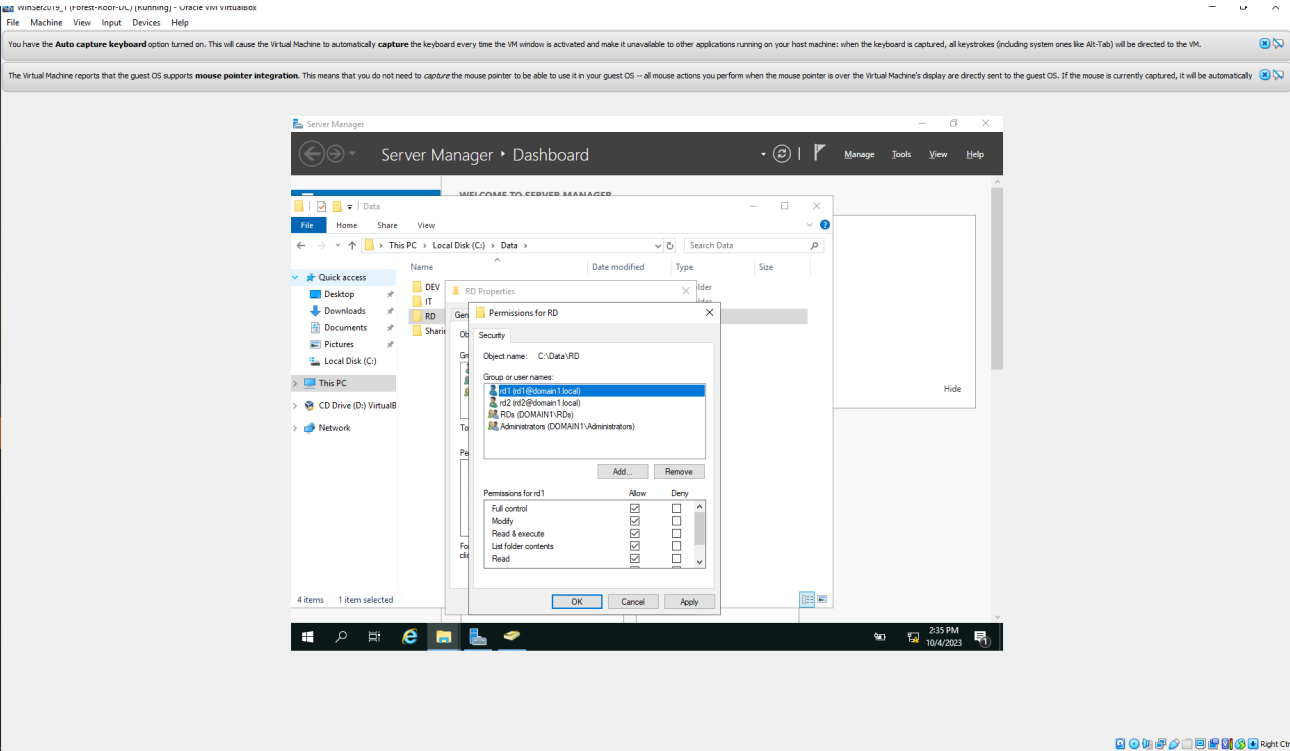 WinSer2019_1 (Forest-Root-DC) [Running] - Oracle VM VirtualBox
File Machine View Input Devices Help
You have the Auto capture keyboard option turned on. This will cause the Virtual Machine to automatically capture the keyboard every time the VM window is activated and make it unavailable to other applications running on your host machine: when the keyboard is captured, all keystrokes (including system ones like Alt-Tab) will be directed to the VM.
The Virtual Machine reports that the guest OS supports mouse pointer integration. This means that you do not need to capture the mouse pointer to be able to use it in your guest OS -- all mouse actions you perform when the mouse pointer is over the Virtual Machine's display are directly sent to the guest OS. If the mouse is currently captured, it will be automatically
Server Manager
Server Manager • Dashboard
Manage Tools View Help
WELCOME TO SERVER MANAGER
Data
File Home Share View
This PC > Local Disk (C:) > Data >
Search Data
Name Date modified Type Size
Quick access
Desktop
Downloads
Documents
Pictures
Local Disk (C:)
This PC
CD Drive (D:) VirtualB
Network
DEV
IT
RD
Sharin
lder
RD Properties
Gen
Permissions for RD
Security
Object name: C:\Data\RD
Group or user names:
rd1 (rd1@domain1.local)
rd2 (rd2@domain1.local)
RDs (DOMAIN1\RDs)
Administrators (DOMAIN1\Administrators)
Add... Remove
Permissions for rd1 Allow Deny
Full control
Modify
Read & execute
List folder contents
Read
OK Cancel Apply
Ob
Gr
To
Pe
Fo
clic
Hide
4 items 1 item selected
2:35 PM
10/4/2023
1
Right Ctr